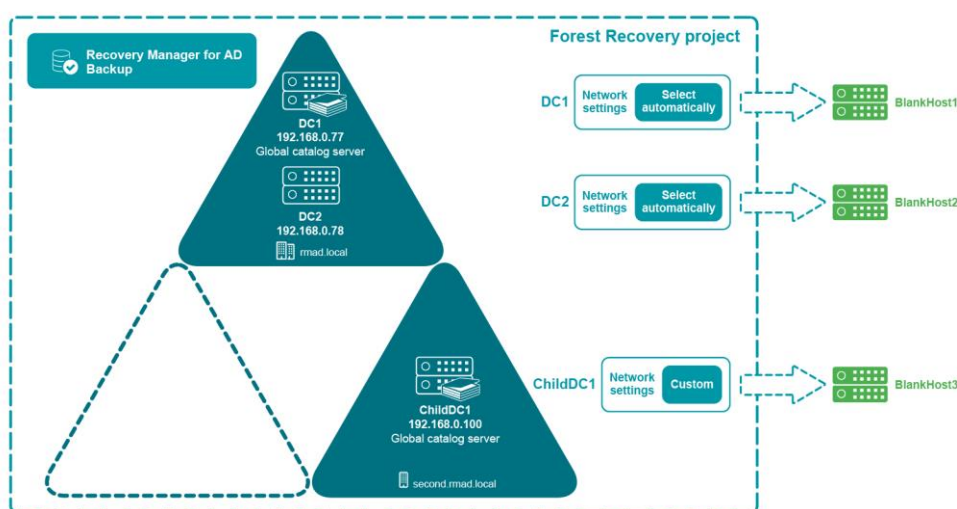 Recovery Manager for AD
Backup
Forest Recovery project
DC1
192.168.0.77
Global catalog server
DC2
192.168.0.78
rmad.local
DC1
Network
settings
Select
automatically
BlankHost1
DC2
Network
settings
Select
automatically
BlankHost2
ChildDC1
192.168.0.100
Global catalog server
second.rmad.local
ChildDC1
Network
settings
Custom
BlankHost3